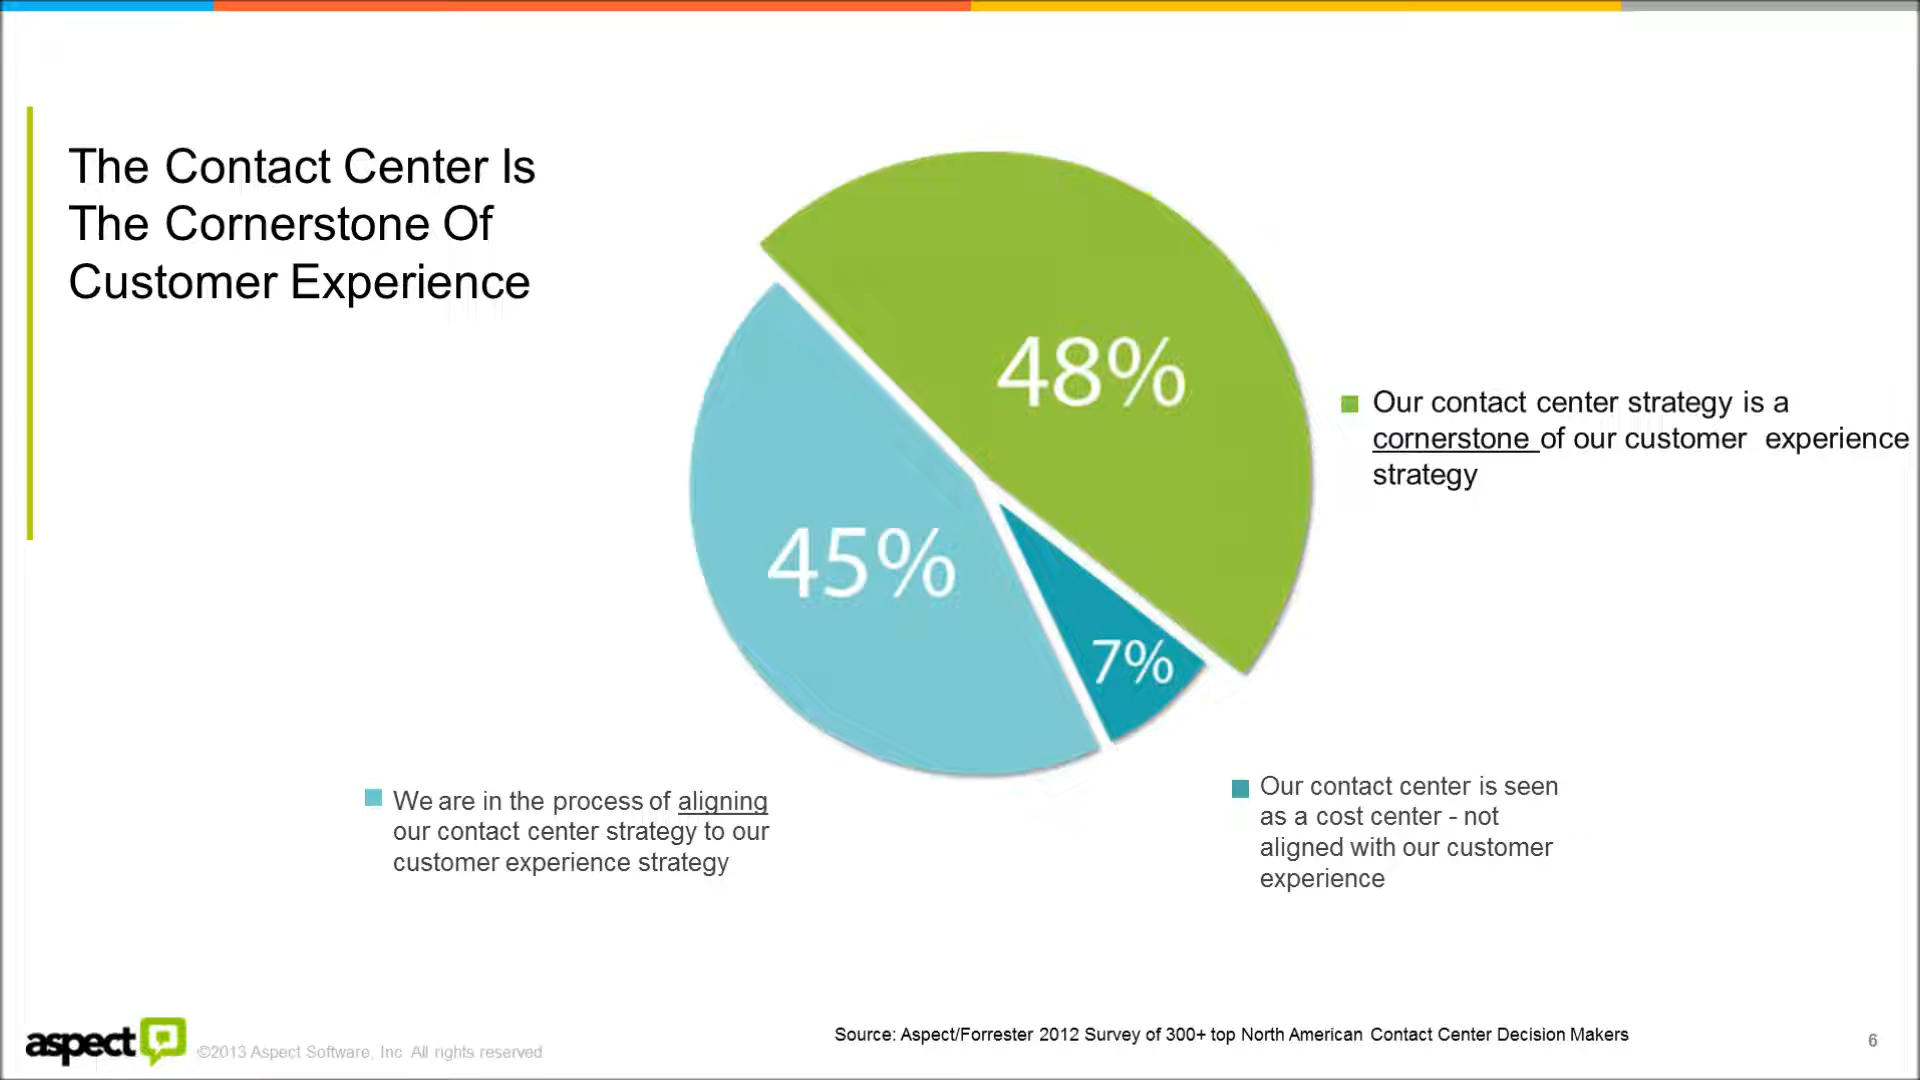 The Contact Center Is
The Cornerstone Of
Customer Experience
48%
45%
7%
Our contact center strategy is a
cornerstone of our customer experience
strategy
We are in the process of aligning
our contact center strategy to our
customer experience strategy
Our contact center is seen
as a cost center - not
aligned with our customer
experience
aspect
©2013 Aspect Software, Inc All rights reserved
Source: Aspect/Forrester 2012 Survey of 300+ top North American Contact Center Decision Makers
6